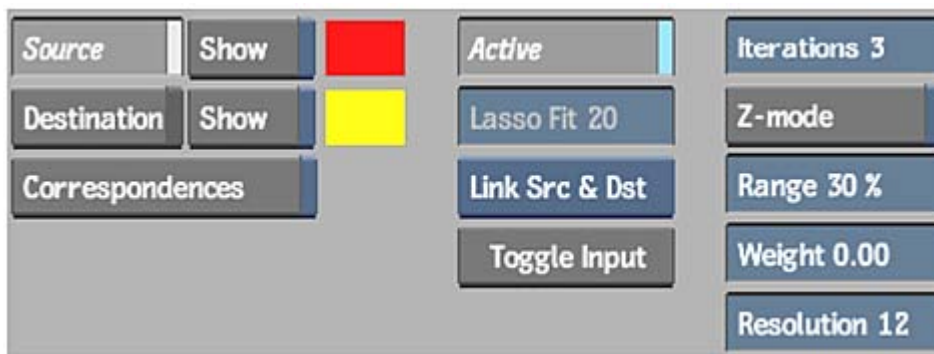 Source Show Active Iterations 3
Destination Show Lasso Fit 20 Z-mode
Correspondences Link Src & Dst Range 30 %
Toggle Input Weight 0.00
Resolution 12